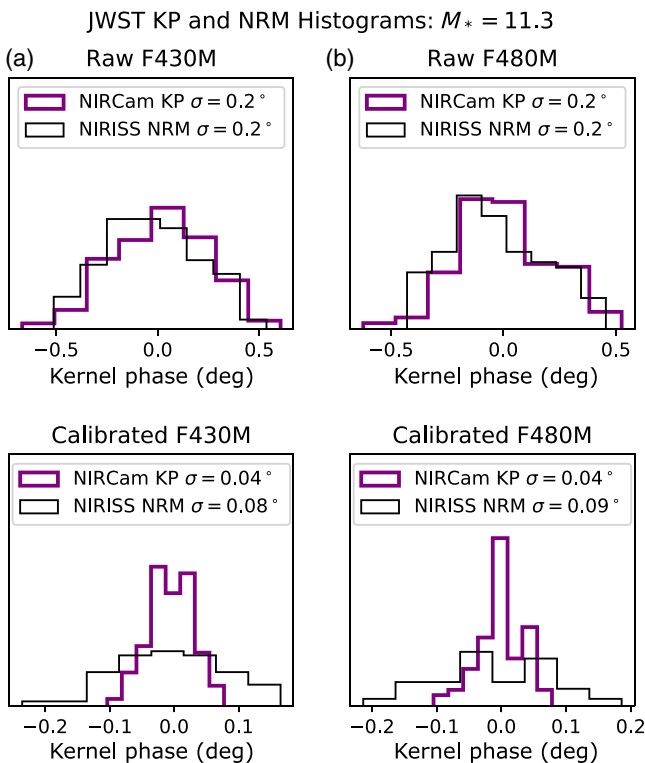 JWST KP and NRM Histograms: M* = 11.3
(a) Raw F430M
NIRCam KP σ = 0.2°
NIRISS NRM σ = 0.2°
−0.5 0.0 0.5
Kernel phase (deg)
(b) Raw F480M
NIRCam KP σ = 0.2°
NIRISS NRM σ = 0.2°
−0.5 0.0 0.5
Kernel phase (deg)
Calibrated F430M
NIRCam KP σ = 0.04°
NIRISS NRM σ = 0.08°
−0.2 −0.1 0.0 0.1
Kernel phase (deg)
Calibrated F480M
NIRCam KP σ = 0.04°
NIRISS NRM σ = 0.09°
−0.2 −0.1 0.0 0.1 0.2
Kernel phase (deg)